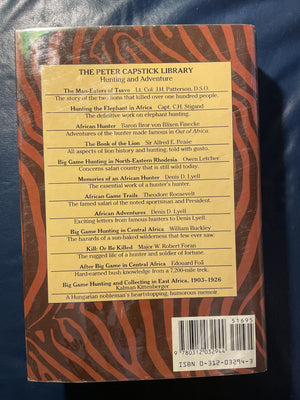 THE PETER CAPSTICK LIBRARY
Hunting and Adventure
The Man-Eaters of Tsavo Lt. Col. J.H. Patterson, D.S.O.
The story of the two lions that killed over one hundred people.
Hunting the Elephant in Africa Capt. C.H. Stigand
The definitive work on elephant hunting.
African Hunter Baron Bror von Blixen-Finecke
Adventures of the hunter made famous in Out of Africa.
The Book of the Lion Sir Alfred E. Pease
All aspects of lion history and hunting, told with gusto.
Big Game Hunting in North-Eastern Rhodesia Owen Letcher
Concerns safari country that is still wild today.
Memories of an African Hunter Denis D. Lyell
The essential work of a hunter's hunter.
African Game Trails Theodore Roosevelt
The famed safari of the noted sportsman and President.
African Adventures Denis D. Lyell
Exciting letters from famous hunters to Denis Lyell.
Big Game Hunting in Central Africa William Buckley
The hazards of a sun-baked wilderness that few ever saw.
Kill: Or Be Killed Major W. Robert Foran
The rugged life of a hunter and soldier of fortune.
After Big Game in Central Africa Edouard Foà
Hard-earned bush knowledge from a 7,200-mile trek.
Big Game Hunting and Collecting in East Africa, 1903-1926
Kalman Kittenberger
A Hungarian nobleman's heartstopping, humorous memoir.
51695
9 780312 032944
ISBN 0-312-03294-3